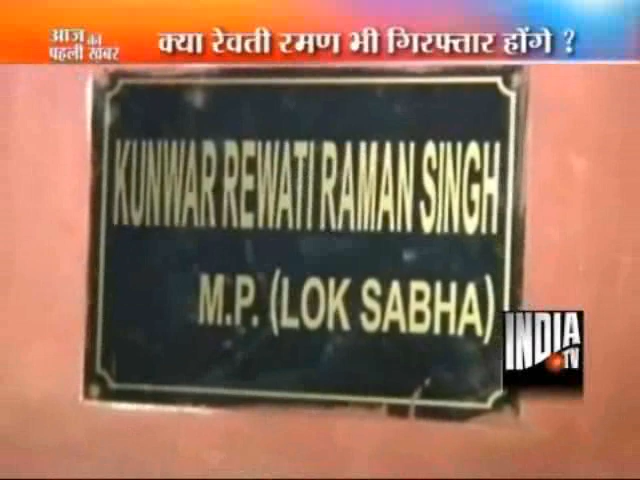 आज की
पहली खबर
क्या रेवती रमण भी गिरफ्तार होंगे ?
KUNWAR REWATI RAMAN SINGH
M.P. (LOK SABHA)
INDIA
TV